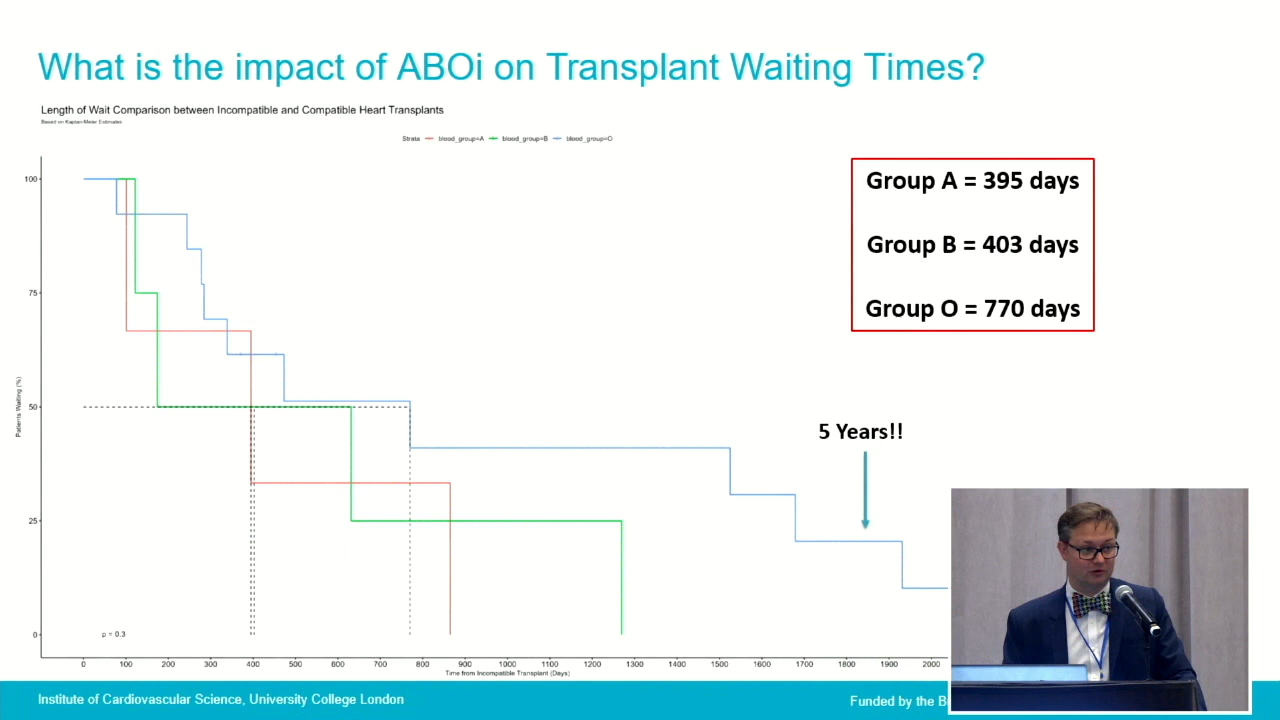 What is the impact of ABOi on Transplant Waiting Times?
Length of Wait Comparison between Incompatible and Compatible Heart Transplants
Based on Kaplan-Meier Estimates
Strata blood_group=A blood_group=B blood_group=O
100
75
50
25
0
Patients Waiting (%)
p = 0.3
0 100 200 300 400 500 600 700 800 900 1000 1100 1200 1300 1400 1500 1600 1700 1800 1900 2000
Time from Incompatible Transplant (Days)
Group A = 395 days
Group B = 403 days
Group O = 770 days
5 Years!!
Institute of Cardiovascular Science, University College London
Funded by the B